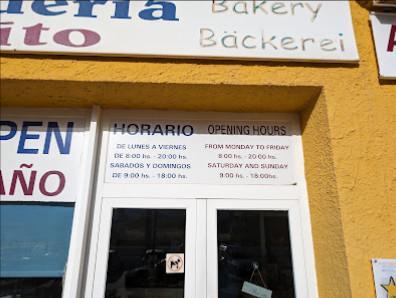 Bakery
ito Bäckerei
PEN
AÑO
HORARIO OPENING HOURS
DE LUNES A VIERNES FROM MONDAY TO FRIDAY
DE 8:00 hs. - 20:00 hs. 8:00 hs. - 20:00 hs.
SABADOS Y DOMINGOS SATURDAY AND SUNDAY
DE 9:00 hs. - 18:00 hs. 9:00 hs. - 18:00hs.